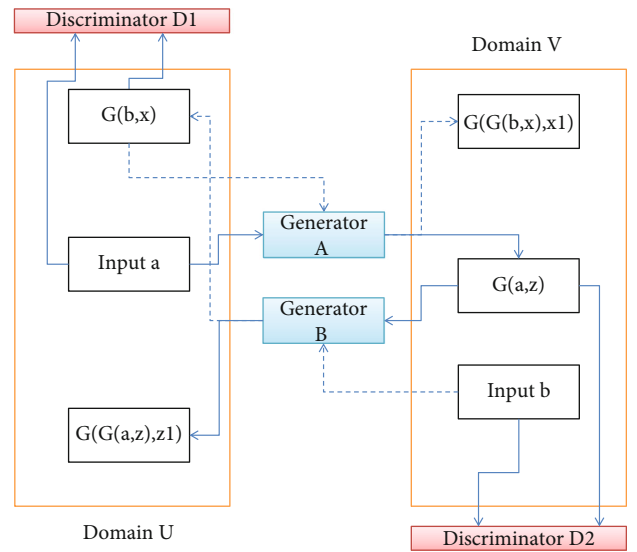 Discriminator D1
Domain V
G(b,x)
G(G(b,x),x1)
Generator
A
Input a
G(a,z)
Generator
B
Input b
G(G(a,z),z1)
Domain U
Discriminator D2